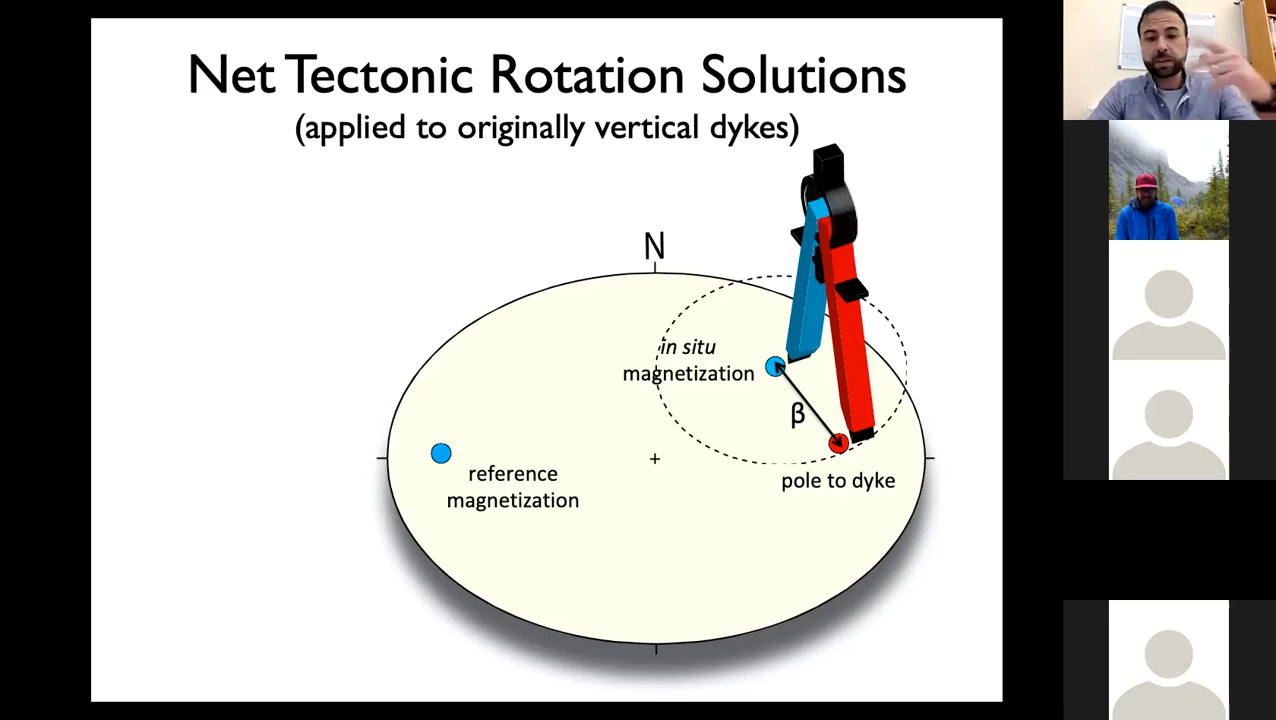 Net Tectonic Rotation Solutions
(applied to originally vertical dykes)
N
in situ
magnetization
β
reference
magnetization
pole to dyke